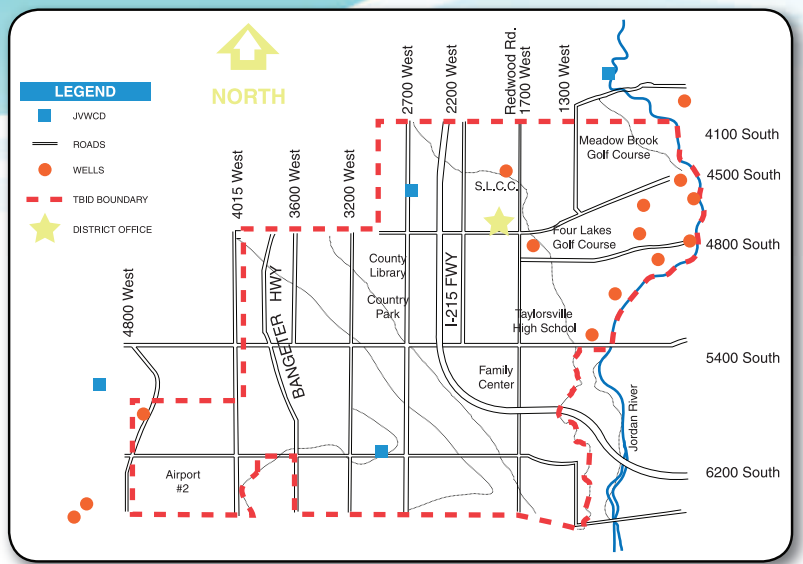 NORTH
LEGEND
JVWCD
ROADS
WELLS
TBID BOUNDARY
DISTRICT OFFICE
4800 West
4015 West
3600 West
3200 West
2700 West
2200 West
Redwood Rd.
1700 West
1300 West
4100 South
4500 South
4800 South
5400 South
6200 South
Meadow Brook
Golf Course
S.L.C.C.
Four Lakes
Golf Course
County
Library
Country
Park
I-215 FWY
BANGETER HWY
Taylorsville
High School
Family
Center
Jordan River
Airport
#2